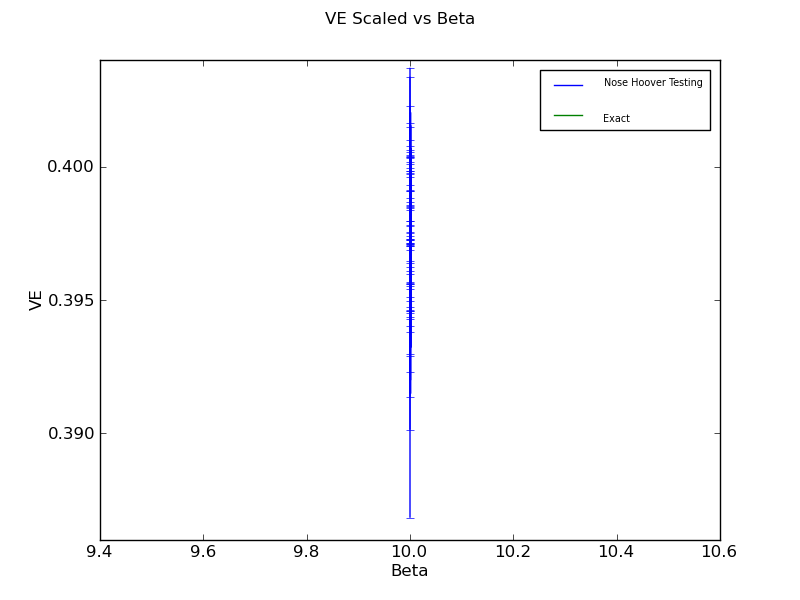 VE Scaled vs Beta
Nose Hoover Testing
Exact
0.400
0.395
0.390
VE
9.4 9.6 9.8 10.0 10.2 10.4 10.6
Beta